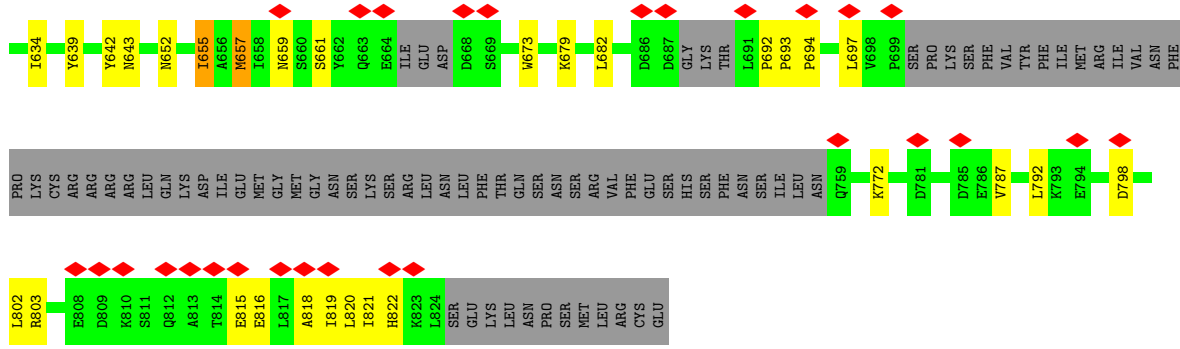 I634 Y639 Y642 N643 N652 I655 A656 M657 I658 N659 S660 S661 Y662 Q663 E664 ILE GLU ASP D668 S669 W673 K679 L682 D686 D687 GLY LYS THR L691 P692 P693 P694 L697 V698 P699 SER PRO LYS SER PHE VAL TYR PHE ILE MET ARG ILE VAL ASN PHE
PRO LYS CYS ARG ARG ARG ARG LEU GLN LYS ASP ILE GLU MET GLY MET GLY ASN SER LYS SER ARG LEU ASN LEU PHE THR GLN SER ASN SER ARG VAL PHE GLU SER HIS SER PHE ASN SER ILE LEU ASN Q759 K772 D781 D785 E786 V787 L792 K793 E794 D798
L802 R803 E808 D809 K810 S811 Q812 A813 T814 E815 E816 L817 A818 I819 L820 I821 H822 K823 L824 SER GLU LYS LEU ASN PRO SER MET LEU ARG CYS GLU